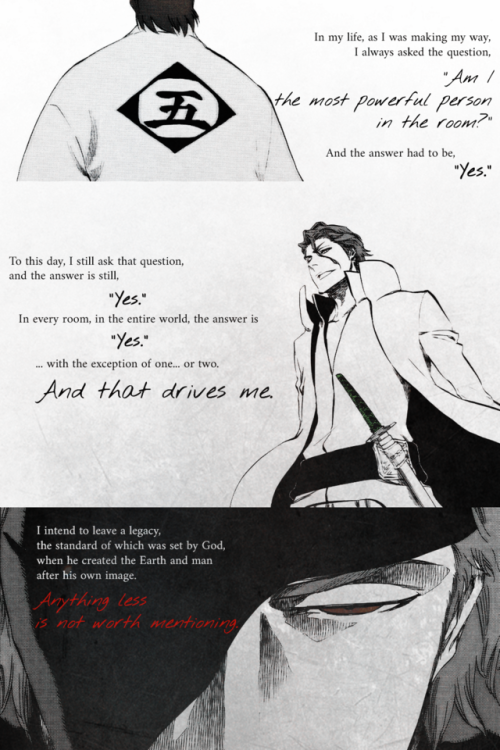 五
In my life, as I was making my way,
I always asked the question,
"Am I
the most powerful person
in the room?"
And the answer had to be,
"Yes."
To this day, I still ask that question,
and the answer is still,
"Yes."
In every room, in the entire world, the answer is
"Yes."
... with the exception of one... or two.
And that drives me.
I intend to leave a legacy,
the standard of which was set by God,
when he created the Earth and man
after his own image.
Anything less
is not worth mentioning.